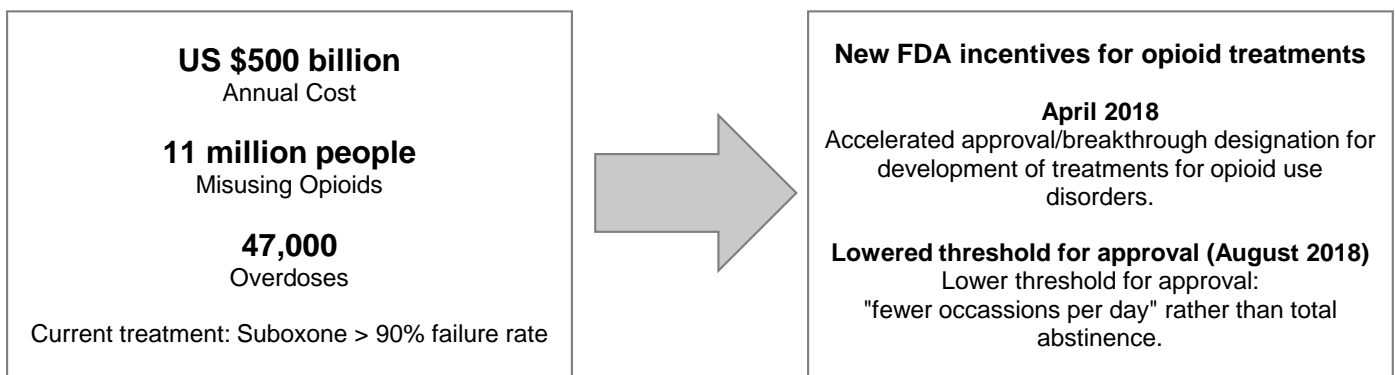 US $500 billion
Annual Cost
11 million people
Misusing Opioids
47,000
Overdoses
Current treatment: Suboxone > 90% failure rate
New FDA incentives for opioid treatments
April 2018
Accelerated approval/breakthrough designation for
development of treatments for opioid use
disorders.
Lowered threshold for approval (August 2018)
Lower threshold for approval:
"fewer occassions per day" rather than total
abstinence.